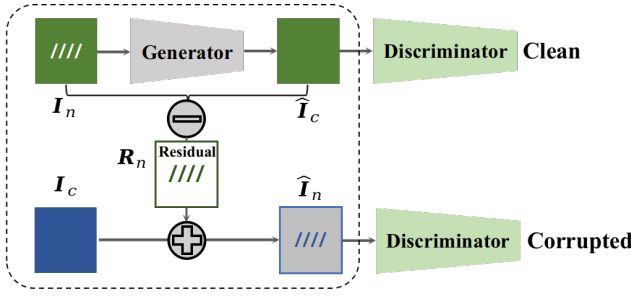 Generator
Discriminator Clean
I_n
Î_c
R_n
Residual
I_c
Î_n
Discriminator Corrupted